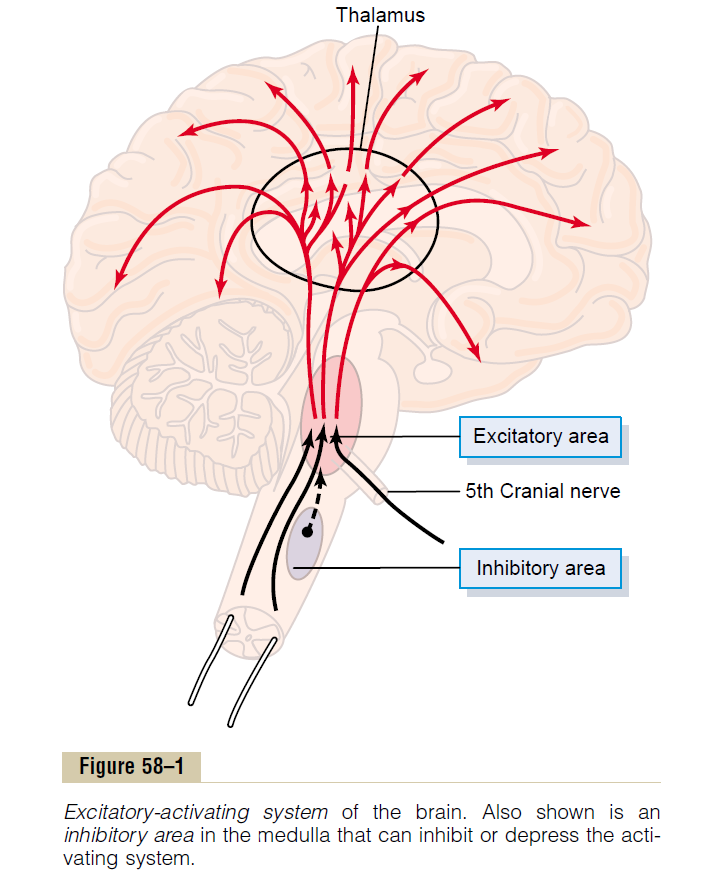 Thalamus
Excitatory area
5th Cranial nerve
Inhibitory area
Figure 58–1
Excitatory-activating system of the brain. Also shown is an
inhibitory area in the medulla that can inhibit or depress the acti-
vating system.